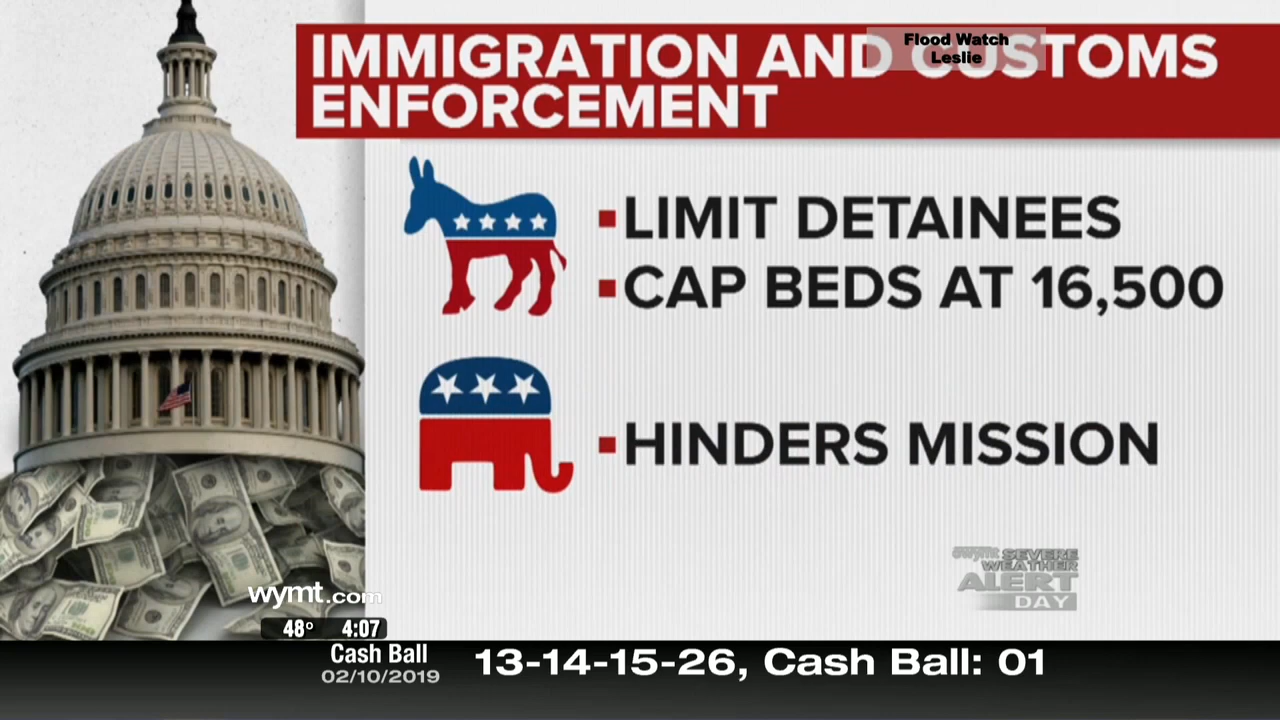 IMMIGRATION AND CUSTOMS
ENFORCEMENT
Flood Watch
Leslie
LIMIT DETAINEES
CAP BEDS AT 16,500
HINDERS MISSION
wymt SEVERE
WEATHER
ALERT
DAY
wymt.com
48° 4:07
Cash Ball
02/10/2019
13-14-15-26, Cash Ball: 01